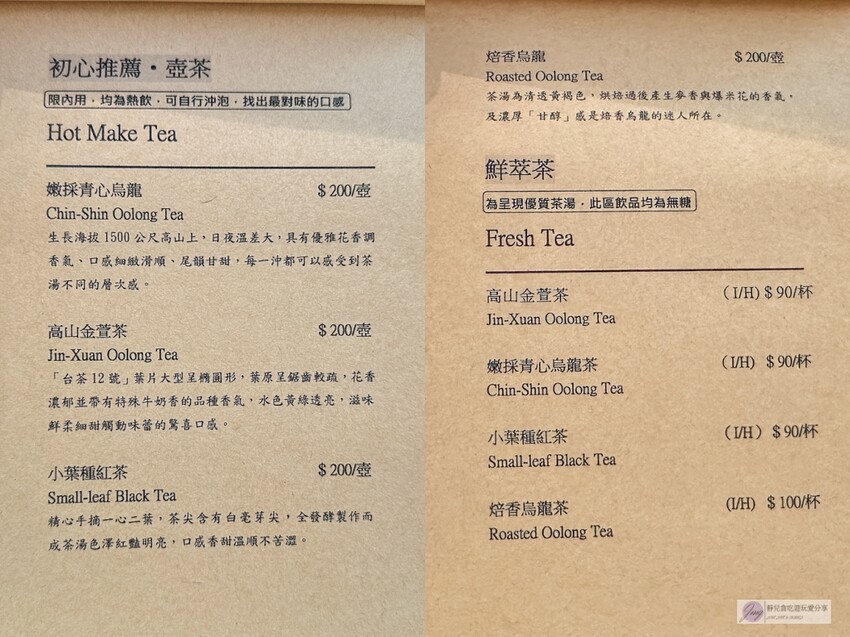 初心推薦・壺茶
限內用，均為熱飲，可自行沖泡，找出最對味的口感
Hot Make Tea
嫩採青心烏龍 $200/壺
Chin-Shin Oolong Tea
生長海拔1500公尺高山上，日夜溫差大，具有優雅花香調
香氣、口感細緻滑順、尾韻甘甜，每一沖都可以感受到茶
湯不同的層次感。
高山金萱茶 $200/壺
Jin-Xuan Oolong Tea
「台茶12號」葉片大型呈橢圓形，葉原呈鋸齒較疏，花香
濃郁並帶有特殊牛奶香的品種香氣，水色黃綠透亮，滋味
鮮柔細甜觸動味蕾的驚喜口感。
小葉種紅茶 $200/壺
Small-leaf Black Tea
精心手摘一心二葉，茶尖含有白毫芽尖，全發酵製作而
成茶湯色澤紅豔明亮，口感香甜溫順不苦澀。
焙香烏龍 $200/壺
Roasted Oolong Tea
茶湯為清透黃褐色，烘焙過後產生麥香與爆米花的香氣，
及濃厚「甘醇」感是焙香烏龍的迷人所在。
鮮萃茶
為呈現優質茶湯，此區飲品均為無糖
Fresh Tea
高山金萱茶 (I/H) $90/杯
Jin-Xuan Oolong Tea
嫩採青心烏龍茶 (I/H) $90/杯
Chin-Shin Oolong Tea
小葉種紅茶 (I/H) $90/杯
Small-leaf Black Tea
焙香烏龍茶 (I/H) $100/杯
Roasted Oolong Tea
靜兒貪吃遊玩愛分享